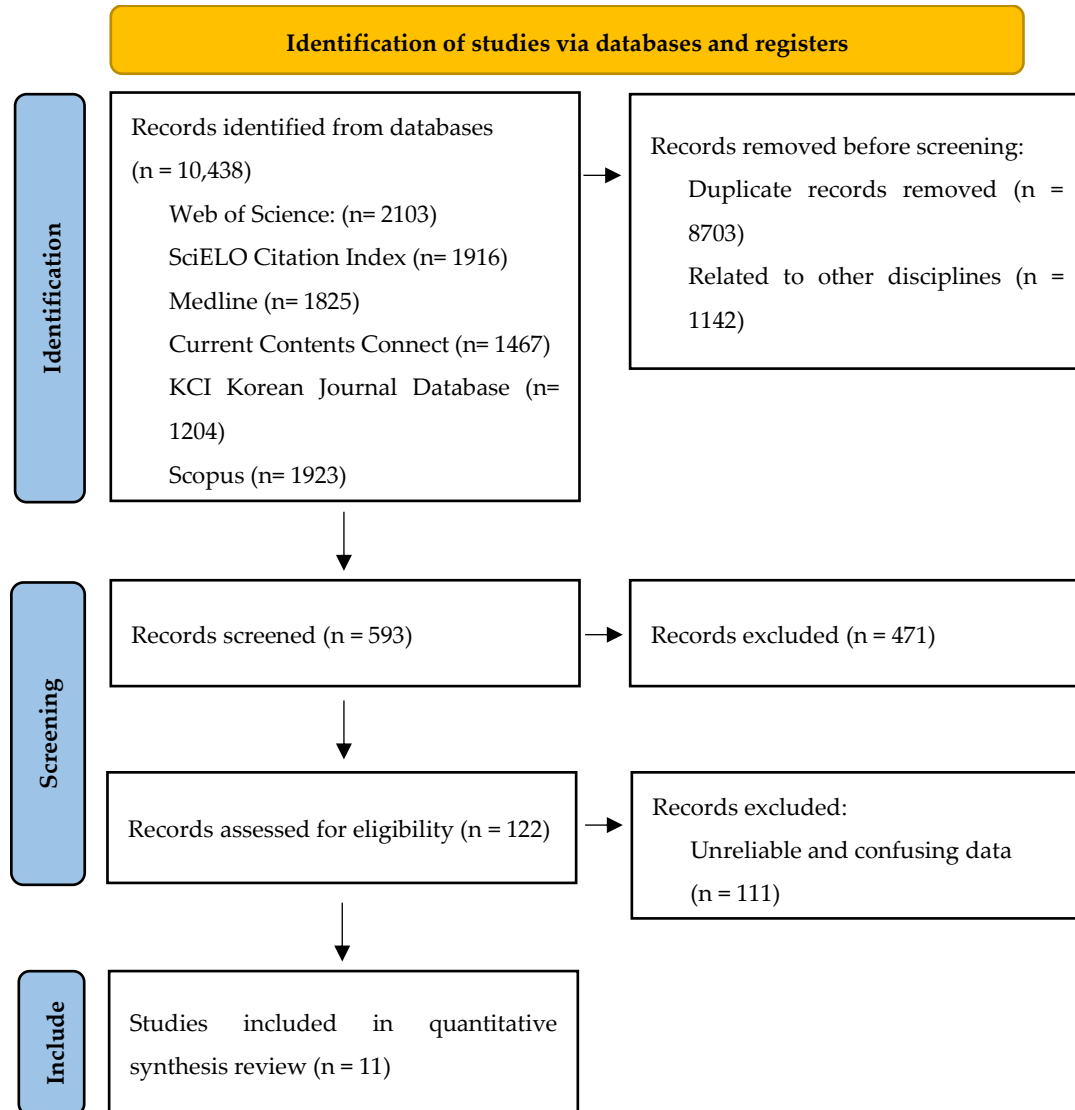 Identification of studies via databases and registers
Identification
Records identified from databases
(n = 10,438)
Web of Science: (n= 2103)
SciELO Citation Index (n= 1916)
Medline (n= 1825)
Current Contents Connect (n= 1467)
KCI Korean Journal Database (n=
1204)
Scopus (n= 1923)
Records removed before screening:
Duplicate records removed (n =
8703)
Related to other disciplines (n =
1142)
Screening
Records screened (n = 593)
Records excluded (n = 471)
Records assessed for eligibility (n = 122)
Records excluded:
Unreliable and confusing data
(n = 111)
Include
Studies included in quantitative
synthesis review (n = 11)